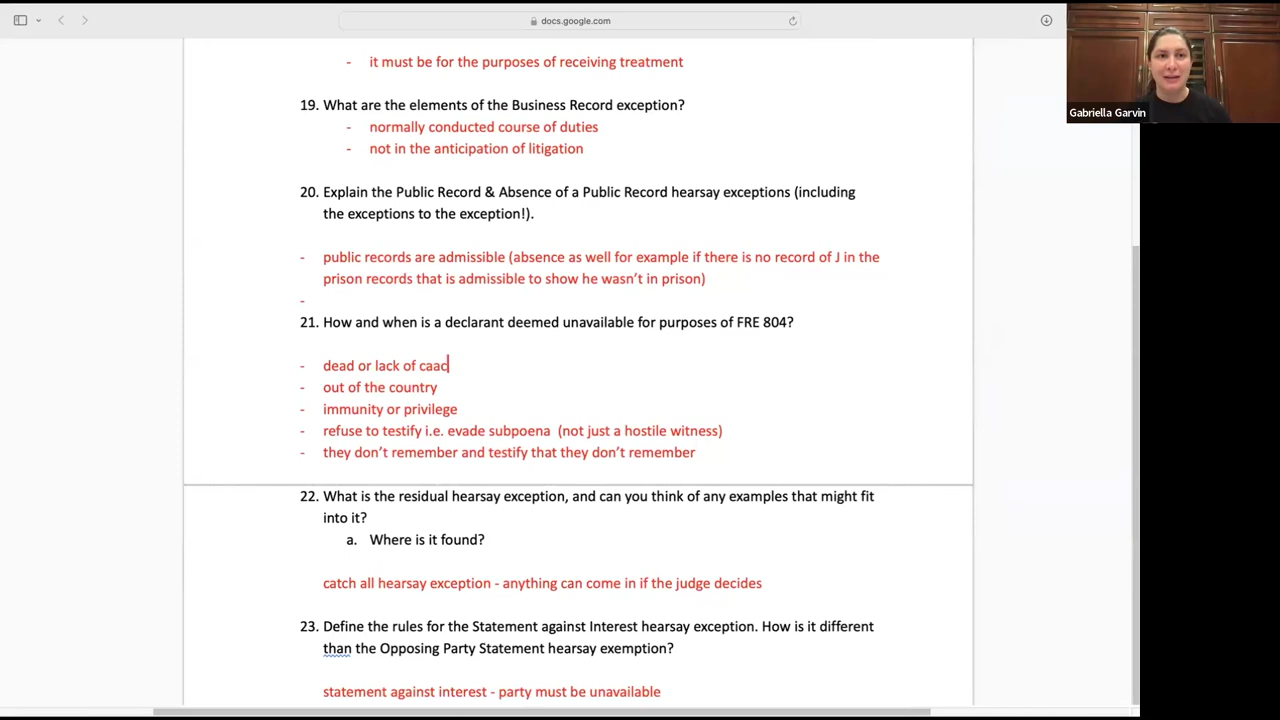 docs.google.com
Gabriella Garvin
- it must be for the purposes of receiving treatment
19. What are the elements of the Business Record exception?
- normally conducted course of duties
- not in the anticipation of litigation
20. Explain the Public Record & Absence of a Public Record hearsay exceptions (including
the exceptions to the exception!).
- public records are admissible (absence as well for example if there is no record of J in the
prison records that is admissible to show he wasn't in prison)
-
21. How and when is a declarant deemed unavailable for purposes of FRE 804?
- dead or lack of caac
- out of the country
- immunity or privilege
- refuse to testify i.e. evade subpoena (not just a hostile witness)
- they don't remember and testify that they don't remember
22. What is the residual hearsay exception, and can you think of any examples that might fit
into it?
a. Where is it found?
catch all hearsay exception - anything can come in if the judge decides
23. Define the rules for the Statement against Interest hearsay exception. How is it different
than the Opposing Party Statement hearsay exemption?
statement against interest - party must be unavailable